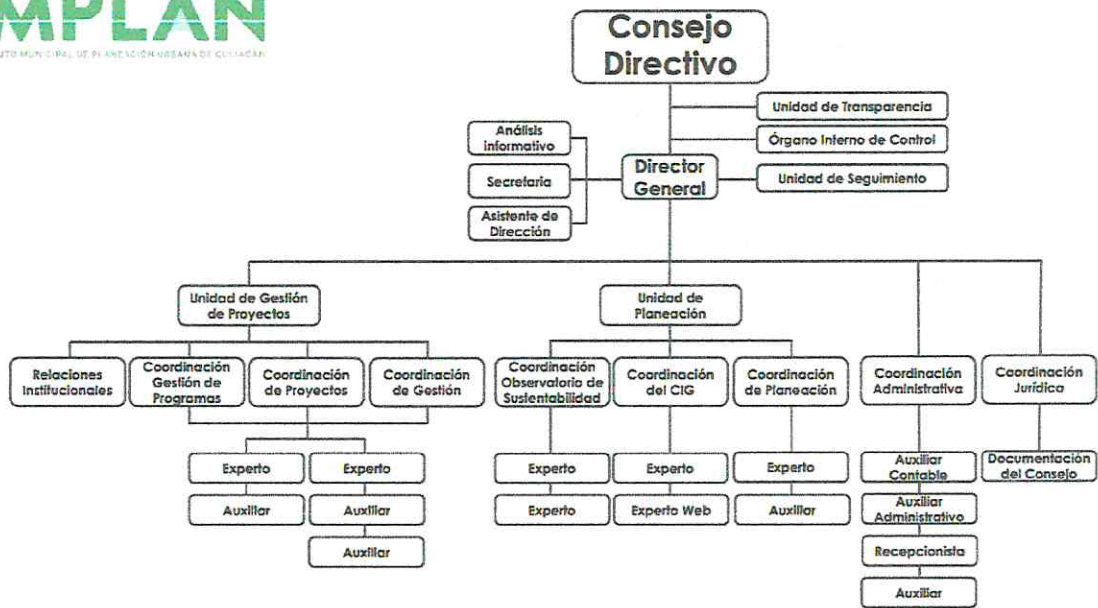 MPLAN
Consejo
Directivo
Unidad de Transparencia
Órgano Interno de Control
Análisis
informativo
Director
General
Secretaria
Unidad de Seguimiento
Asistente de
Dirección
Unidad de Gestión
de Proyectos
Unidad de
Planeación
Relaciones
Institucionales
Coordinación
Gestión de
Programas
Coordinación
de Proyectos
Coordinación
de Gestión
Coordinación
Observatorio de
Sustentabilidad
Coordinación
del CIG
Coordinación
de Planeación
Coordinación
Administrativa
Coordinación
Jurídica
Experto
Experto
Experto
Experto
Experto
Auxiliar
Contable
Documentación
del Consejo
Auxiliar
Auxiliar
Experto
Experto Web
Auxiliar
Auxiliar
Administrativo
Auxiliar
Recepcionista
Auxiliar